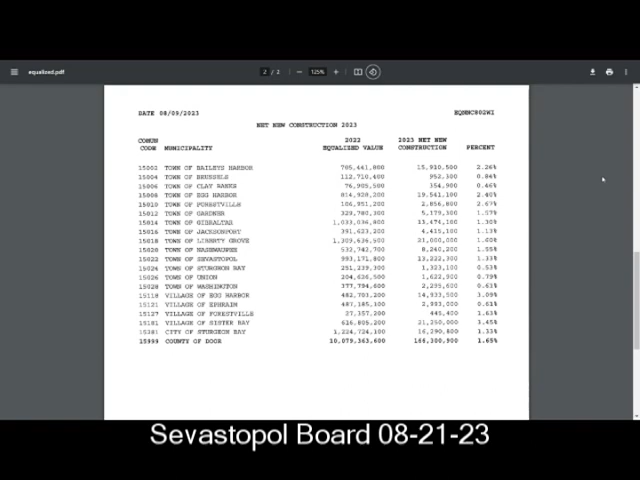 equalized.pdf
2 / 2
125%
DATE 08/09/2023 EQNNC802WI
NET NEW CONSTRUCTION 2023
COMUN 2022 2023 NET NEW
CODE MUNICIPALITY EQUALIZED VALUE CONSTRUCTION PERCENT
15002 TOWN OF BAILEYS HARBOR 705,441,800 15,910,500 2.26%
15004 TOWN OF BRUSSELS 112,710,400 952,300 0.84%
15006 TOWN OF CLAY BANKS 76,905,500 354,900 0.46%
15008 TOWN OF EGG HARBOR 814,920,200 19,561,100 2.40%
15010 TOWN OF FORESTVILLE 106,951,200 2,856,800 2.67%
15012 TOWN OF GARDNER 329,780,300 5,179,300 1.57%
15014 TOWN OF GIBRALTAR 1,033,036,800 13,474,100 1.30%
15016 TOWN OF JACKSONPORT 391,623,200 4,415,100 1.13%
15018 TOWN OF LIBERTY GROVE 1,309,636,500 21,000,000 1.60%
15020 TOWN OF NASEWAUPEE 532,742,700 8,240,200 1.55%
15022 TOWN OF SEVASTOPOL 993,171,800 13,222,300 1.33%
15024 TOWN OF STURGEON BAY 251,239,300 1,323,100 0.53%
15026 TOWN OF UNION 204,626,500 1,622,900 0.79%
15028 TOWN OF WASHINGTON 377,794,600 2,295,600 0.61%
15118 VILLAGE OF EGG HARBOR 482,703,200 14,933,500 3.09%
15121 VILLAGE OF EPHRAIM 487,185,100 2,993,000 0.61%
15127 VILLAGE OF FORESTVILLE 27,357,200 445,400 1.63%
15181 VILLAGE OF SISTER BAY 616,805,200 21,250,000 3.45%
15281 CITY OF STURGEON BAY 1,224,724,100 16,290,800 1.33%
15999 COUNTY OF DOOR 10,079,363,600 166,300,900 1.65%
Sevastopol Board 08-21-23